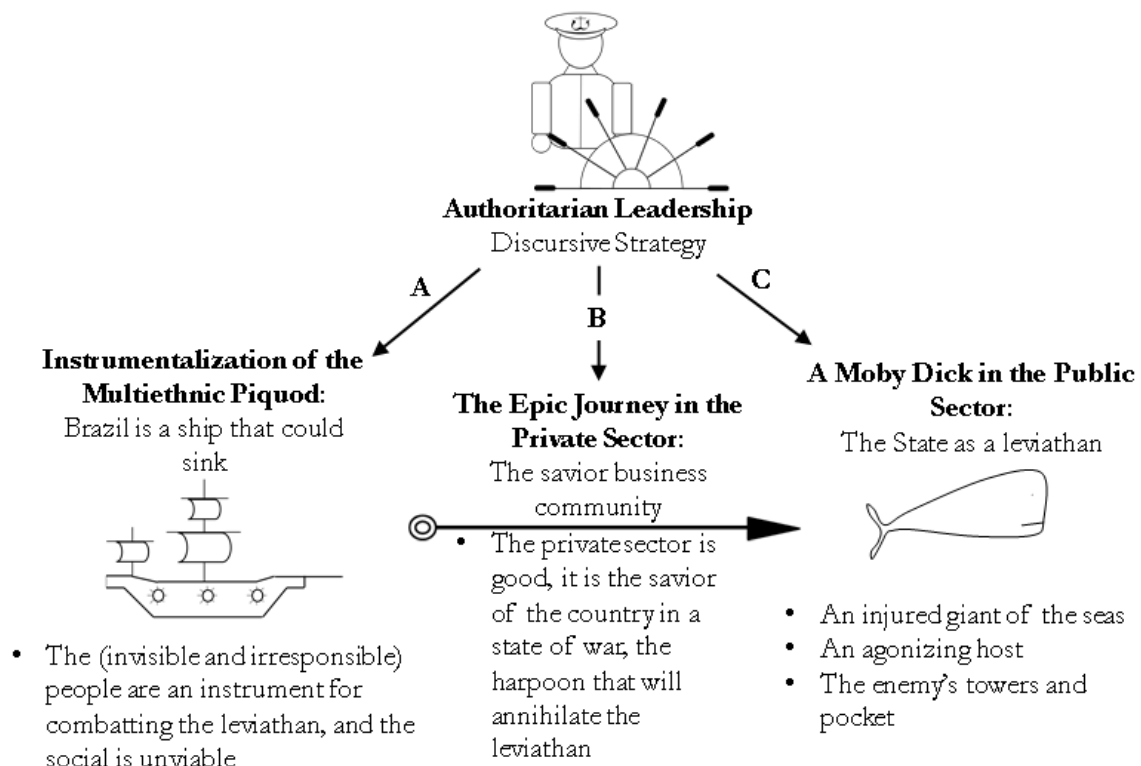 Authoritarian Leadership
Discursive Strategy
A
B
C
Instrumentalization of the
Multiethnic Piquod:
Brazil is a ship that could
sink
• The (invisible and irresponsible)
people are an instrument for
combatting the leviathan, and the
social is unviable
The Epic Journey in the
Private Sector:
The savior business
community
• The private sector is
good, it is the savior
of the country in a
state of war, the
harpoon that will
annihilate the
leviathan
A Moby Dick in the Public
Sector:
The State as a leviathan
• An injured giant of the seas
• An agonizing host
• The enemy's towers and
pocket